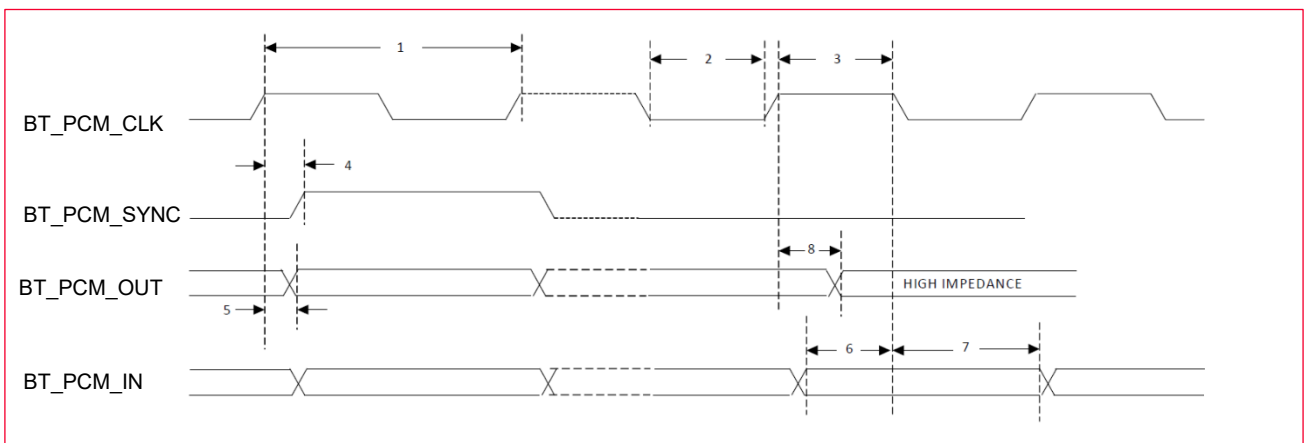 1
2
3
BT_PCM_CLK
4
BT_PCM_SYNC
8
BT_PCM_OUT
HIGH IMPEDANCE
5
6
7
BT_PCM_IN